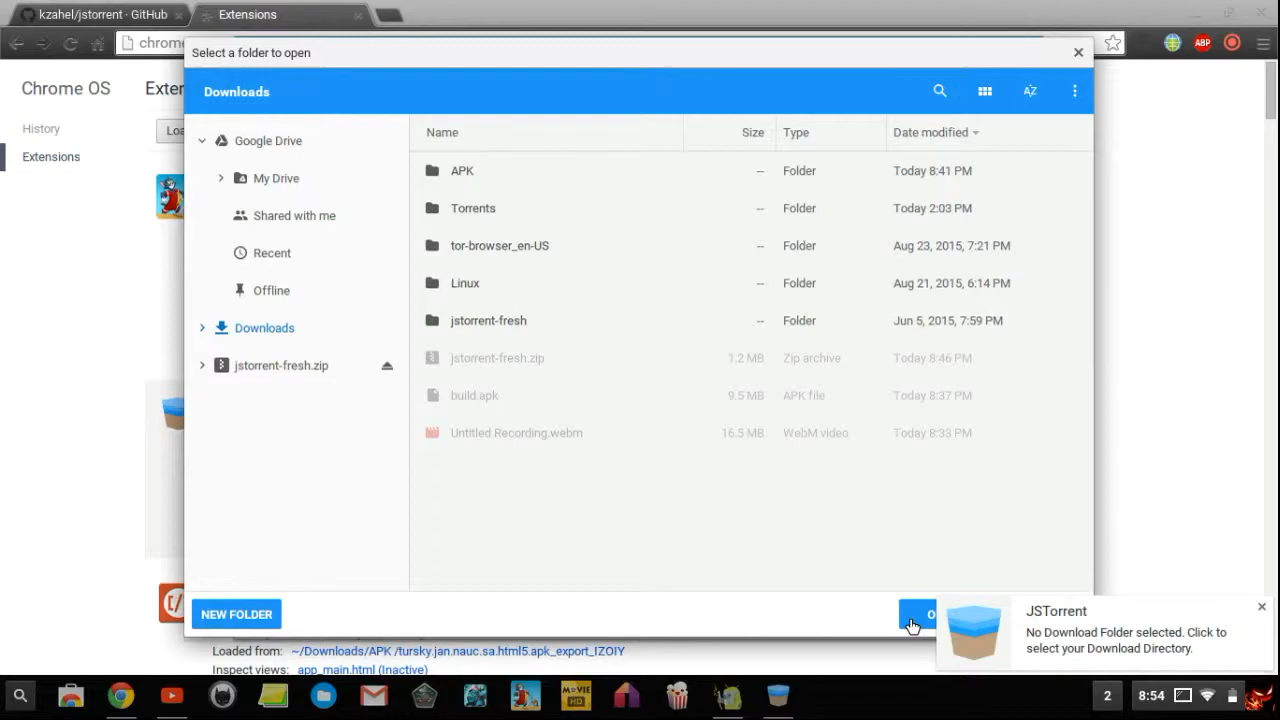 kzahel/jstorrent · GitHub
Extensions
chrome
Select a folder to open
Chrome OS
History
Extensions
Exter
Loa
Downloads
Google Drive
My Drive
Shared with me
Recent
Offline
Downloads
jstorrent-fresh.zip
Name Size Type Date modified
APK -- Folder Today 8:41 PM
Torrents -- Folder Today 2:03 PM
tor-browser_en-US -- Folder Aug 23, 2015, 7:21 PM
Linux -- Folder Aug 21, 2015, 6:14 PM
jstorrent-fresh -- Folder Jun 5, 2015, 7:59 PM
jstorrent-fresh.zip 1.2 MB Zip archive Today 8:46 PM
build.apk 9.5 MB APK file Today 8:37 PM
Untitled Recording.webm 16.5 MB WebM video Today 8:33 PM
NEW FOLDER
O
JSTorrent
No Download Folder selected. Click to
select your Download Directory.
Loaded from: ~/Downloads/APK /tursky.jan.nauc.sa.html5.apk_export_IZOIY
Inspect views: app_main.html (Inactive)
ABP
MOVIE
HD
2
8:54